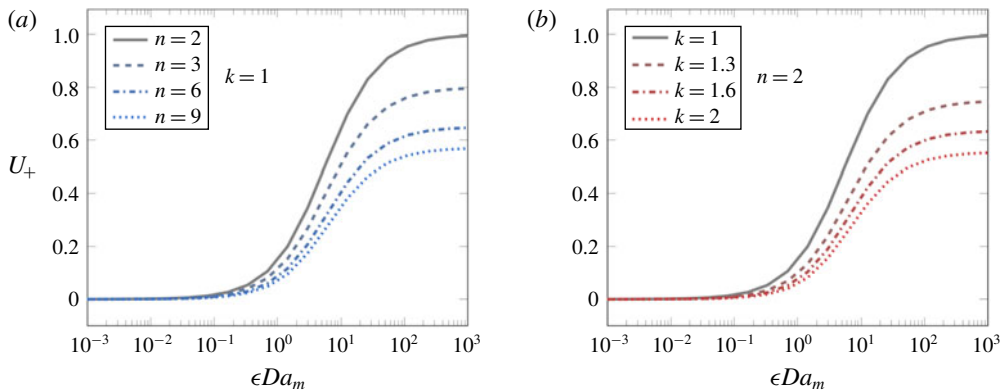 (a)
1.0
0.8
0.6
0.4
0.2
0
U₊
n = 2
n = 3
n = 6
n = 9
k = 1
10⁻³ 10⁻² 10⁻¹ 10⁰ 10¹ 10² 10³
ϵDaₘ
(b)
1.0
0.8
0.6
0.4
0.2
0
k = 1
k = 1.3
k = 1.6
k = 2
n = 2
10⁻³ 10⁻² 10⁻¹ 10⁰ 10¹ 10² 10³
ϵDaₘ